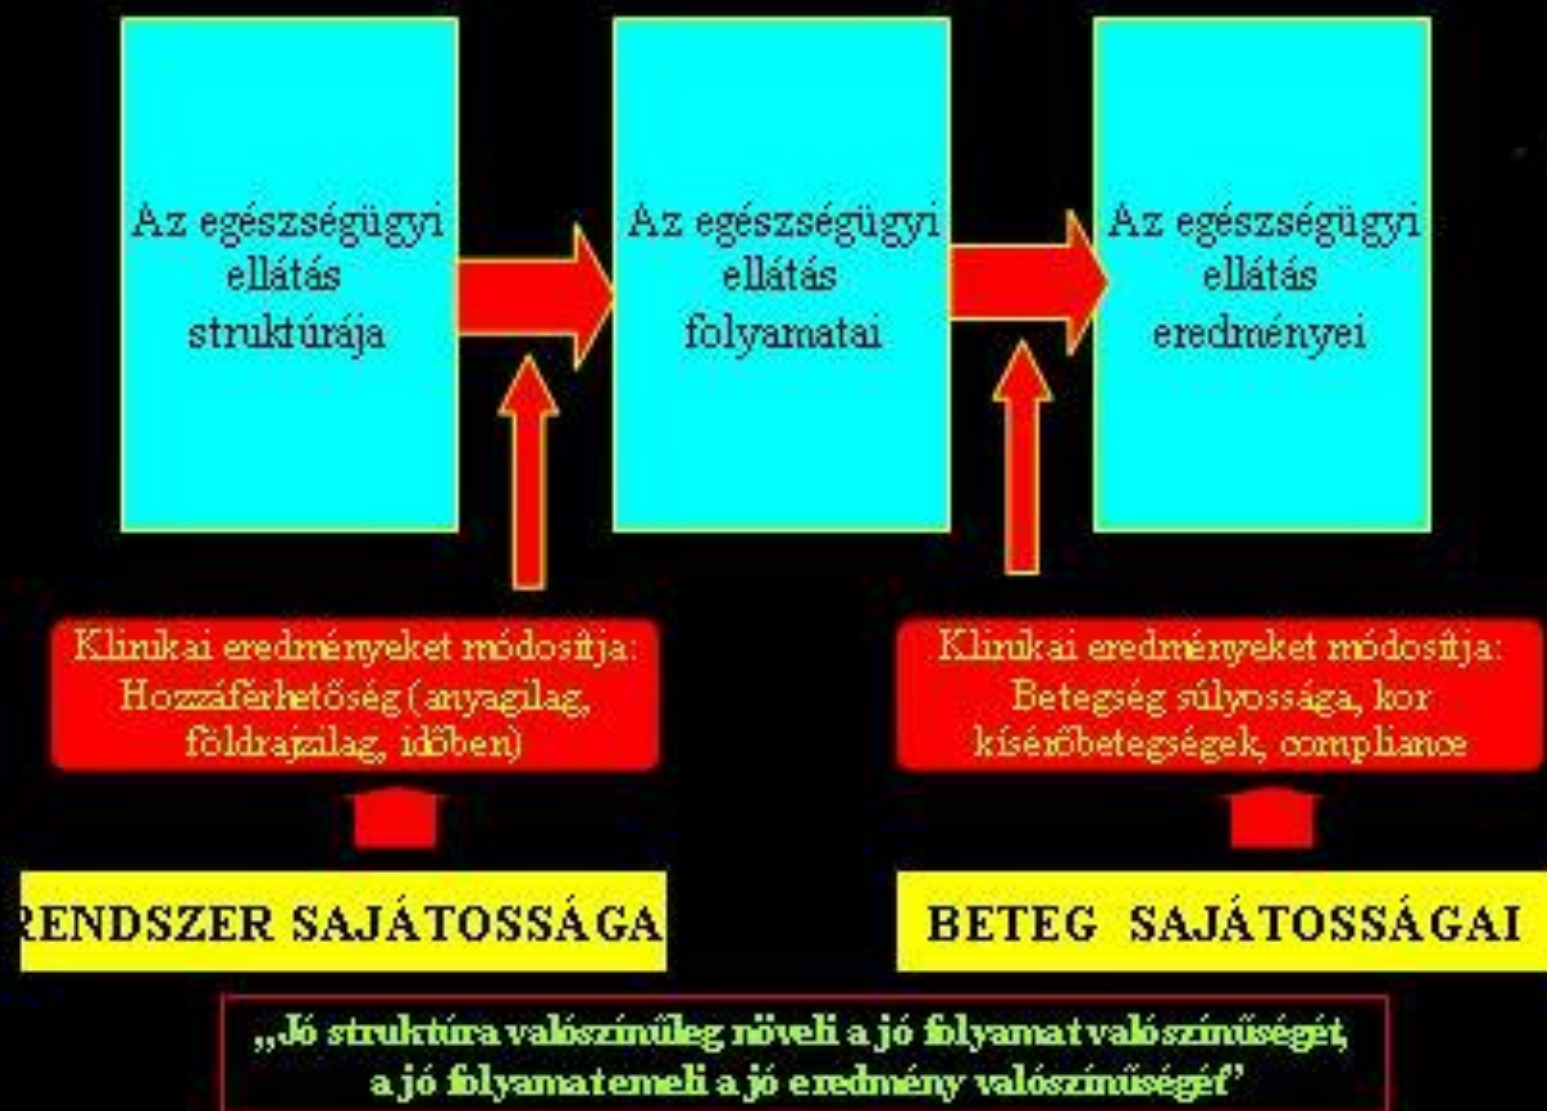 Az egészségügyi
ellátás
struktúrája
Az egészségügyi
ellátás
folyamatai
Az egészségügyi
ellátás
eredményei
Klinikai eredményeket módosítja:
Hozzáférhetőség (anyagilag,
földrajzilag, időben)
Klinikai eredményeket módosítja:
Betegség súlyossága, kor
kísérőbetegségek, compliance
RENDSZER SAJÁTOSSÁGA
BETEG SAJÁTOSSÁGAI
„Jó struktúra valószínűleg növeli a jó folyamat valószínűségét,
a jó folyamat emeli a jó eredmény valószínűségét”